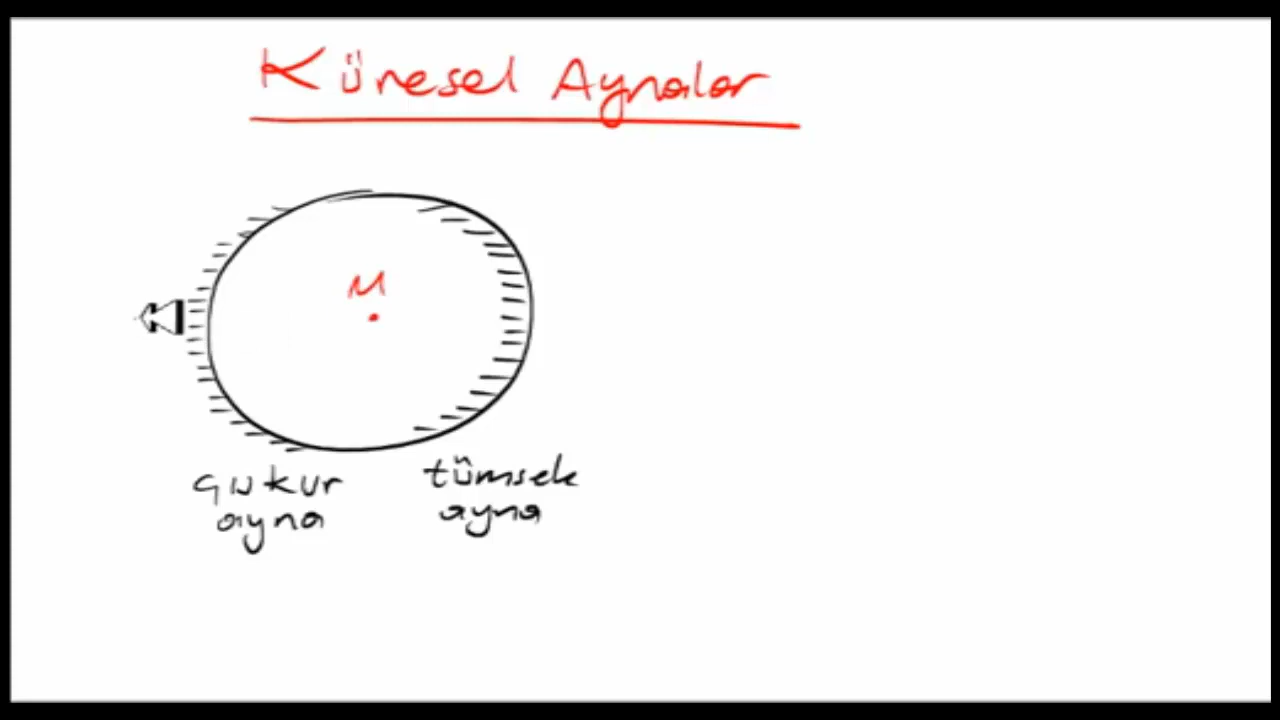 Küresel Aynalar
M
çukur
ayna
tümsek
ayna